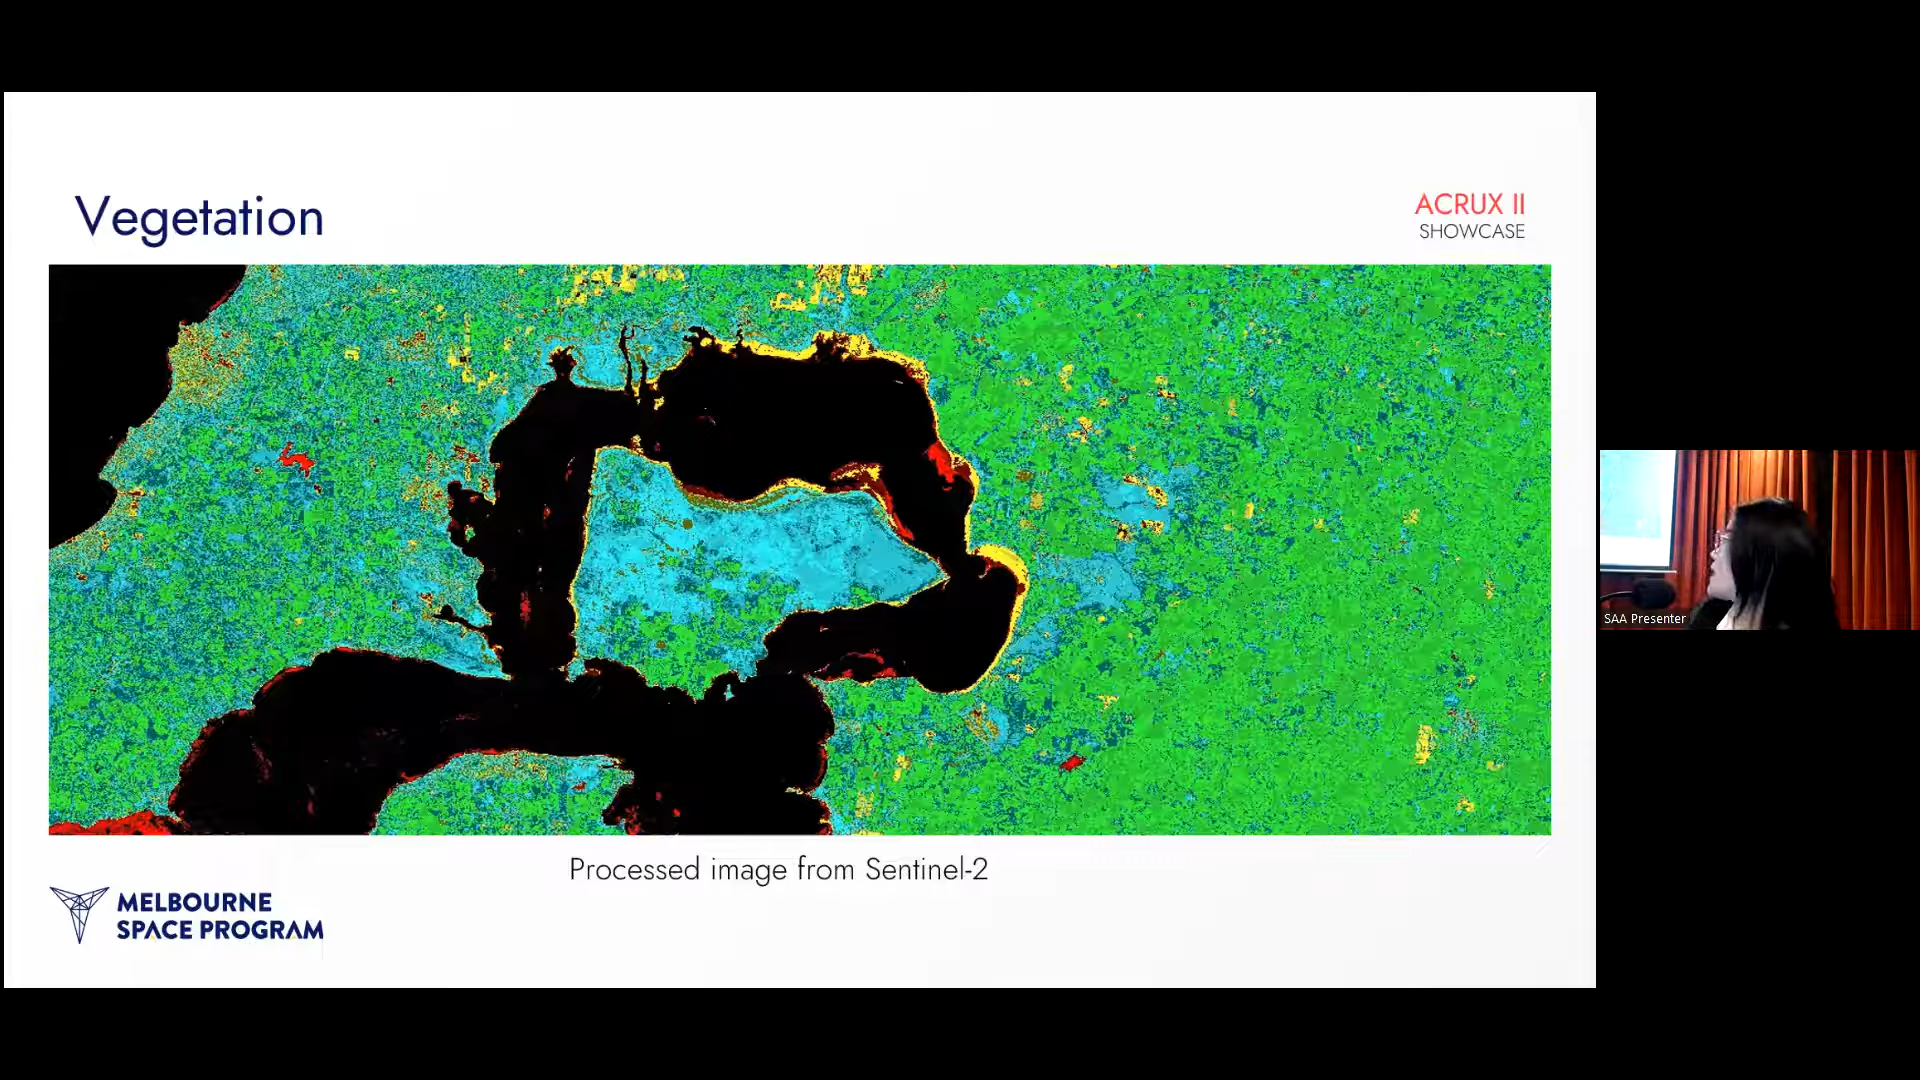 Vegetation
ACRUX II
SHOWCASE
Processed image from Sentinel-2
MELBOURNE
SPACE PROGRAM
SAA Presenter